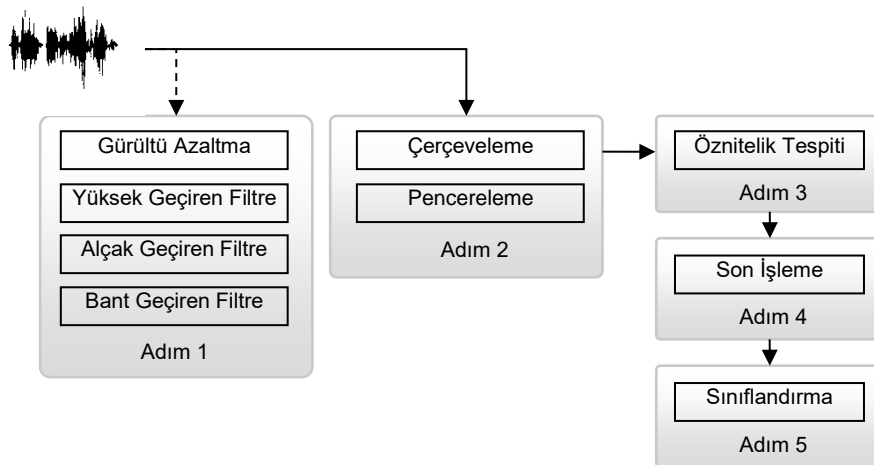 Gürültü Azaltma
Yüksek Geçiren Filtre
Alçak Geçiren Filtre
Bant Geçiren Filtre
Adım 1
Çerçeveleme
Pencereleme
Adım 2
Öznitelik Tespiti
Adım 3
Son İşleme
Adım 4
Sınıflandırma
Adım 5